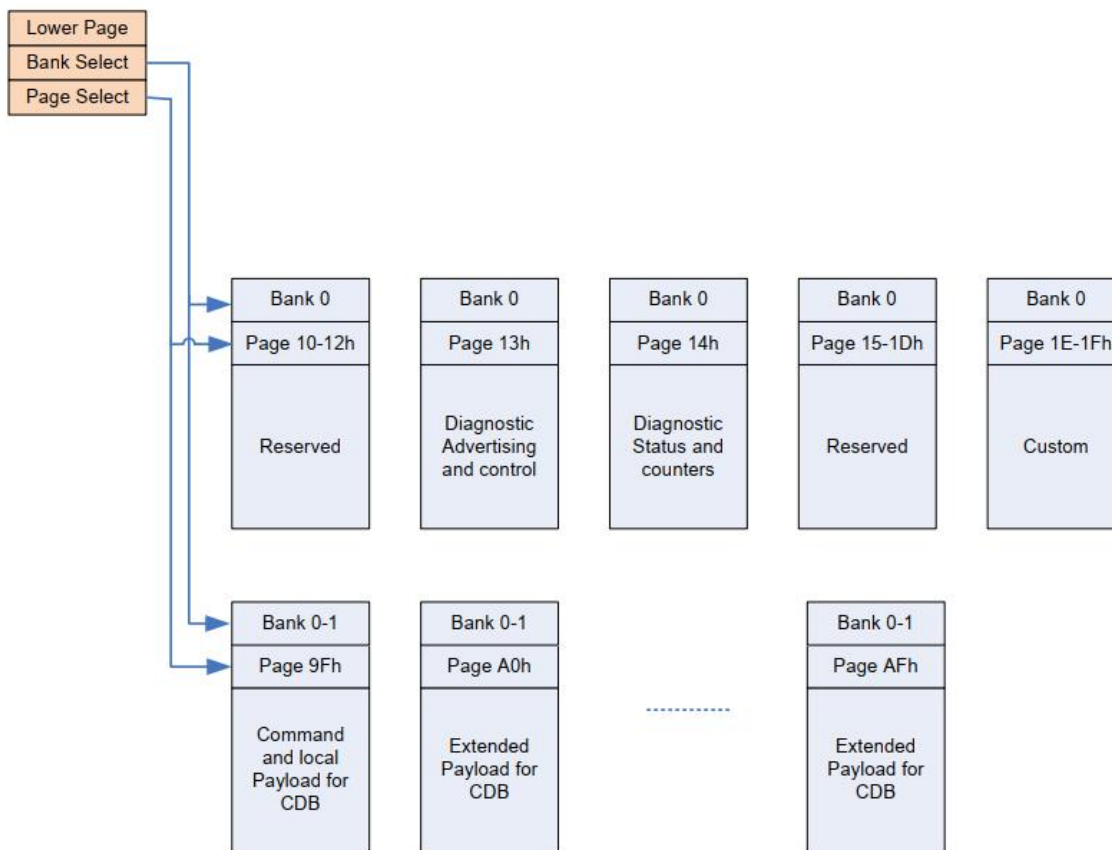 Lower Page
Bank Select
Page Select
Bank 0
Bank 0
Bank 0
Bank 0
Bank 0
Page 10-12h
Page 13h
Page 14h
Page 15-1Dh
Page 1E-1Fh
Reserved
Diagnostic
Advertising
and control
Diagnostic
Status and
counters
Reserved
Custom
Bank 0-1
Bank 0-1
Bank 0-1
Page 9Fh
Page A0h
Page AFh
Command
and local
Payload for
CDB
Extended
Payload for
CDB
Extended
Payload for
CDB